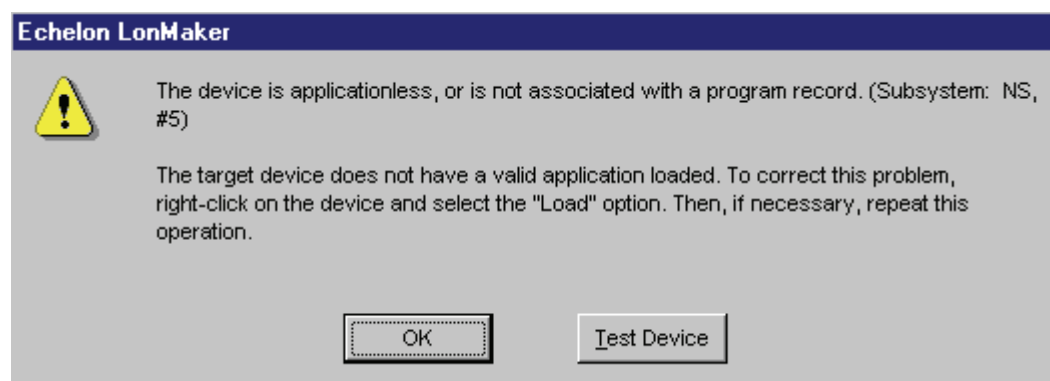 Echelon LonMaker
The device is applicationless, or is not associated with a program record. (Subsystem: NS,
#5)
The target device does not have a valid application loaded. To correct this problem,
right-click on the device and select the "Load" option. Then, if necessary, repeat this
operation.
OK
Test Device